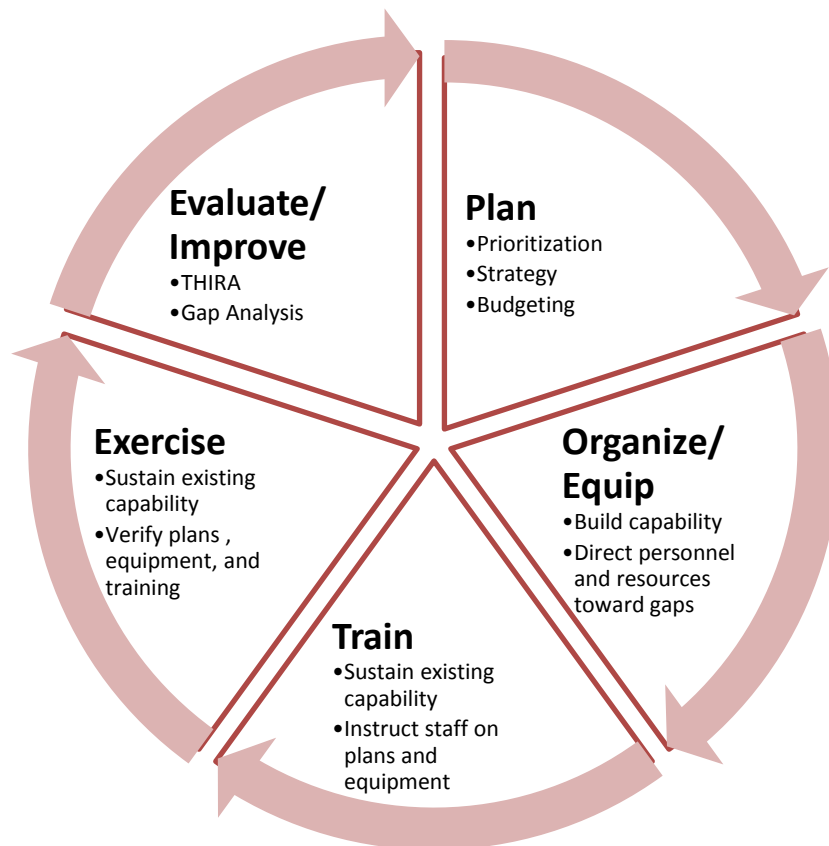 Plan
•Prioritization
•Strategy
•Budgeting
Organize/
Equip
•Build capability
•Direct personnel
and resources
toward gaps
Train
•Sustain existing
capability
•Instruct staff on
plans and
equipment
Exercise
•Sustain existing
capability
•Verify plans ,
equipment, and
training
Evaluate/
Improve
•THIRA
•Gap Analysis